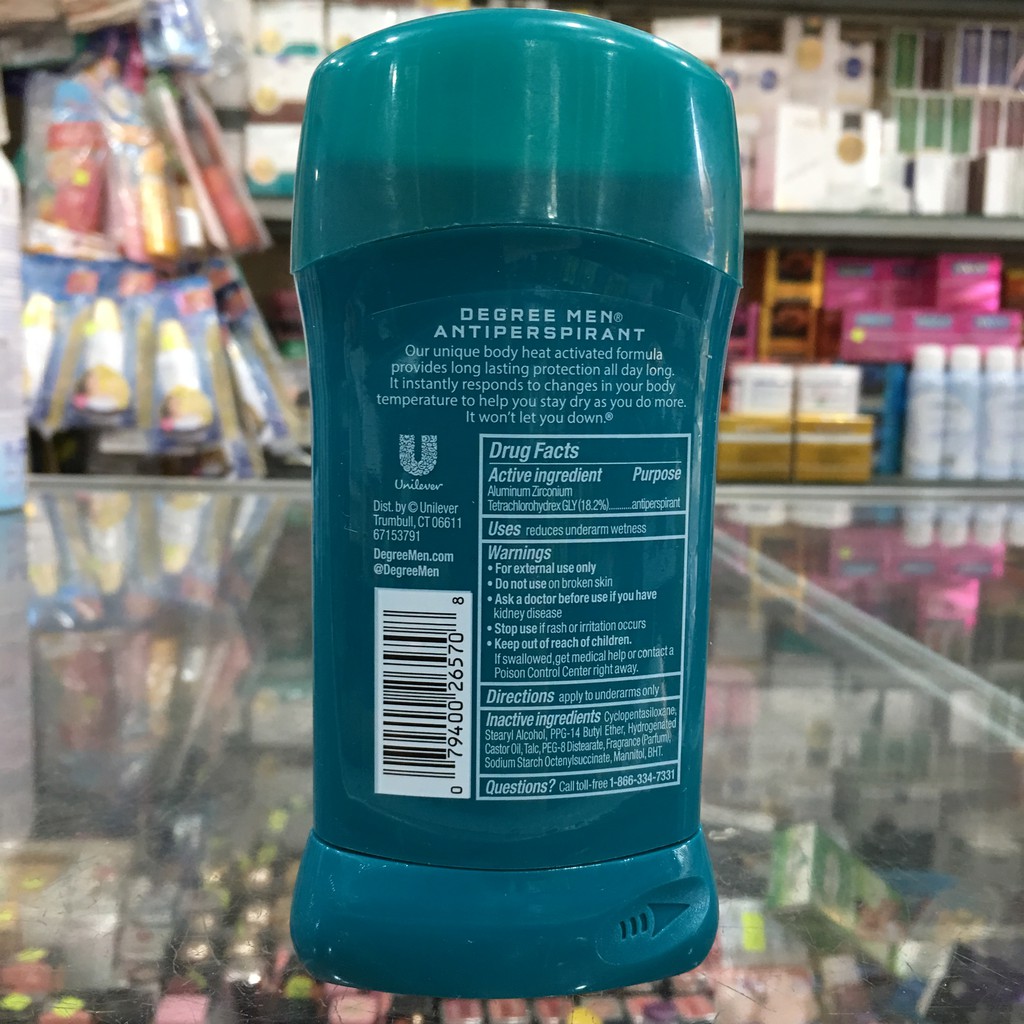 DEGREE MEN®
ANTIPERSPIRANT
Our unique body heat activated formula
provides long lasting protection all day long.
It instantly responds to changes in your body
temperature to help you stay dry as you do more.
It won't let you down.®
Unilever
Dist. by © Unilever
Trumbull, CT 06611
67153791
DegreeMen.com
@DegreeMen
0 79400 26570 8
Drug Facts
Active ingredient Purpose
Aluminum Zirconium
Tetrachlorohydrex GLY (18.2%)..........antiperspirant
Uses reduces underarm wetness
Warnings
• For external use only
• Do not use on broken skin
• Ask a doctor before use if you have
kidney disease
• Stop use if rash or irritation occurs
• Keep out of reach of children.
If swallowed, get medical help or contact a
Poison Control Center right away.
Directions apply to underarms only
Inactive ingredients Cyclopentasiloxane,
Stearyl Alcohol, PPG-14 Butyl Ether, Hydrogenated
Castor Oil, Talc, PEG-8 Distearate, Fragrance (Parfum),
Sodium Starch Octenylsuccinate, Mannitol, BHT.
Questions? Call toll-free 1-866-334-7331